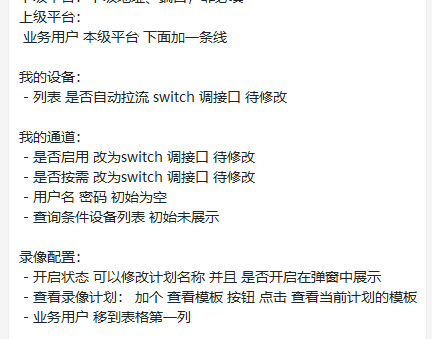 上级平台：
业务用户 本级平台 下面加一条线
我的设备：
- 列表 是否自动拉流 switch 调接口 待修改
我的通道：
- 是否启用 改为switch 调接口 待修改
- 是否按需 改为switch 调接口 待修改
- 用户名 密码 初始为空
- 查询条件设备列表 初始未展示
录像配置：
- 开启状态 可以修改计划名称 并且 是否开启在弹窗中展示
- 查看录像计划： 加个 查看模板 按钮 点击 查看当前计划的模板
- 业务用户 移到表格第一列